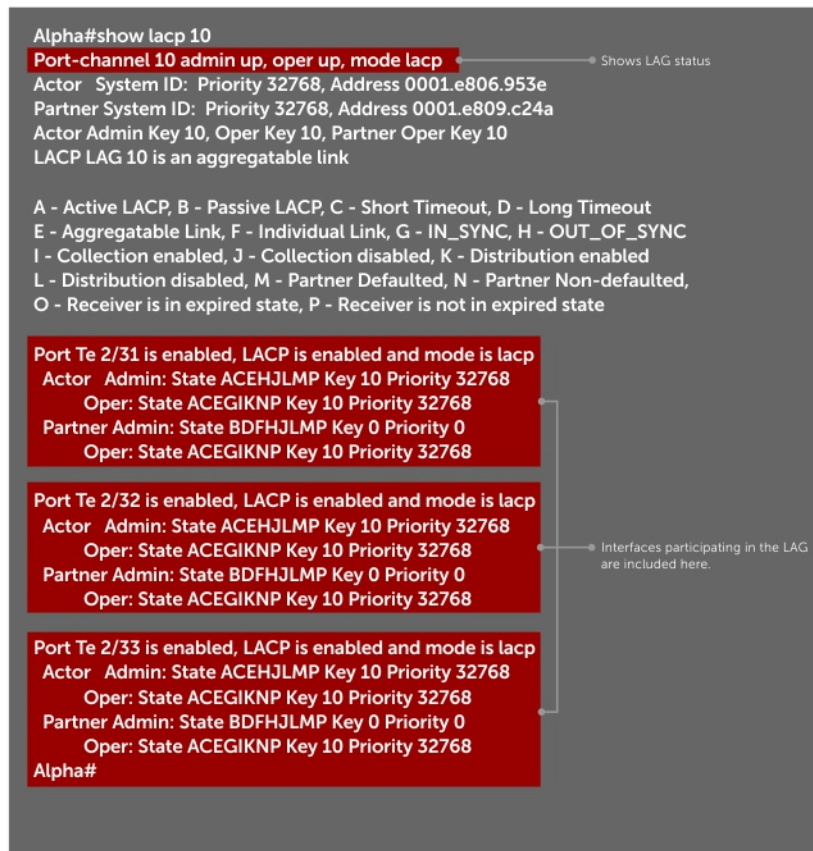 Alpha#show lacp 10
Port-channel 10 admin up, oper up, mode lacp
Shows LAG status
Actor System ID: Priority 32768, Address 0001.e806.953e
Partner System ID: Priority 32768, Address 0001.e809.c24a
Actor Admin Key 10, Oper Key 10, Partner Oper Key 10
LACP LAG 10 is an aggregatable link
A - Active LACP, B - Passive LACP, C - Short Timeout, D - Long Timeout
E - Aggregatable Link, F - Individual Link, G - IN_SYNC, H - OUT_OF_SYNC
I - Collection enabled, J - Collection disabled, K - Distribution enabled
L - Distribution disabled, M - Partner Defaulted, N - Partner Non-defaulted,
O - Receiver is in expired state, P - Receiver is not in expired state
Port Te 2/31 is enabled, LACP is enabled and mode is lacp
Actor Admin: State ACEHJLMP Key 10 Priority 32768
Oper: State ACEGIKNP Key 10 Priority 32768
Partner Admin: State BDFHJLMP Key 0 Priority 0
Oper: State ACEGIKNP Key 10 Priority 32768
Port Te 2/32 is enabled, LACP is enabled and mode is lacp
Actor Admin: State ACEHJLMP Key 10 Priority 32768
Oper: State ACEGIKNP Key 10 Priority 32768
Partner Admin: State BDFHJLMP Key 0 Priority 0
Oper: State ACEGIKNP Key 10 Priority 32768
Interfaces participating in the LAG
are included here.
Port Te 2/33 is enabled, LACP is enabled and mode is lacp
Actor Admin: State ACEHJLMP Key 10 Priority 32768
Oper: State ACEGIKNP Key 10 Priority 32768
Partner Admin: State BDFHJLMP Key 0 Priority 0
Oper: State ACEGIKNP Key 10 Priority 32768
Alpha#